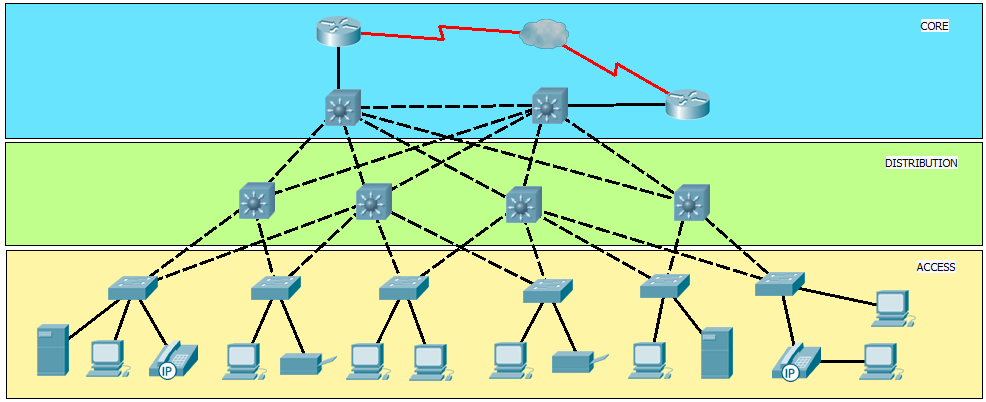 CORE
DISTRIBUTION
ACCESS
IP
IP